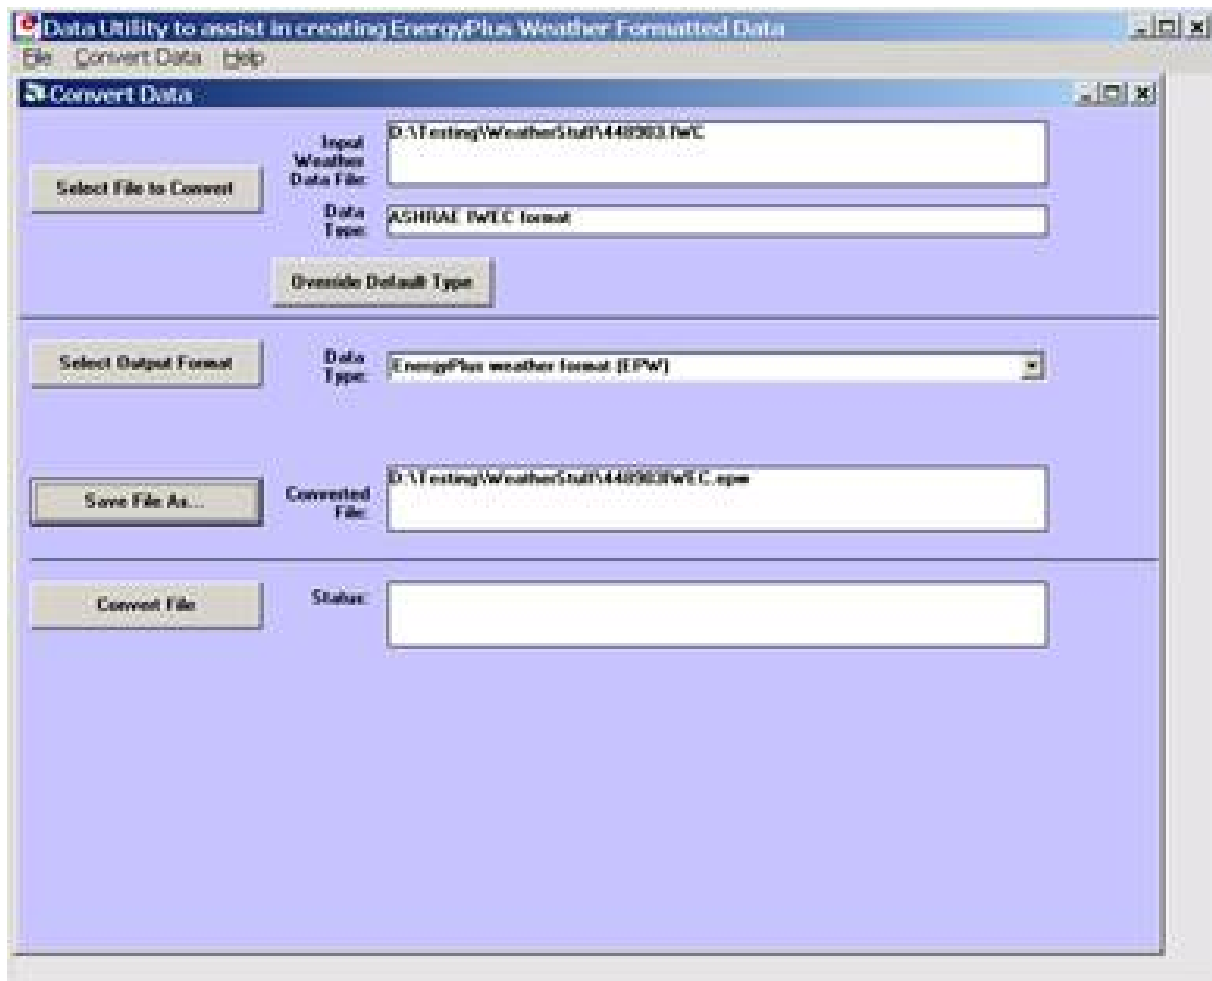 Data Utility to assist in creating EnergyPlus Weather Formatted Data
File Convert Data Help
Convert Data
Select File to Convert
Input
Weather
Data File:
D:\Testing\WeatherStuff\448903.IWC
Data
Type:
ASHRAE IWEC format
Override Default Type
Select Output Format
Data
Type:
EnergyPlus weather format (EPW)
Save File As...
Converted
File:
D:\Testing\WeatherStuff\448903IWEC.epw
Convert File
Status: